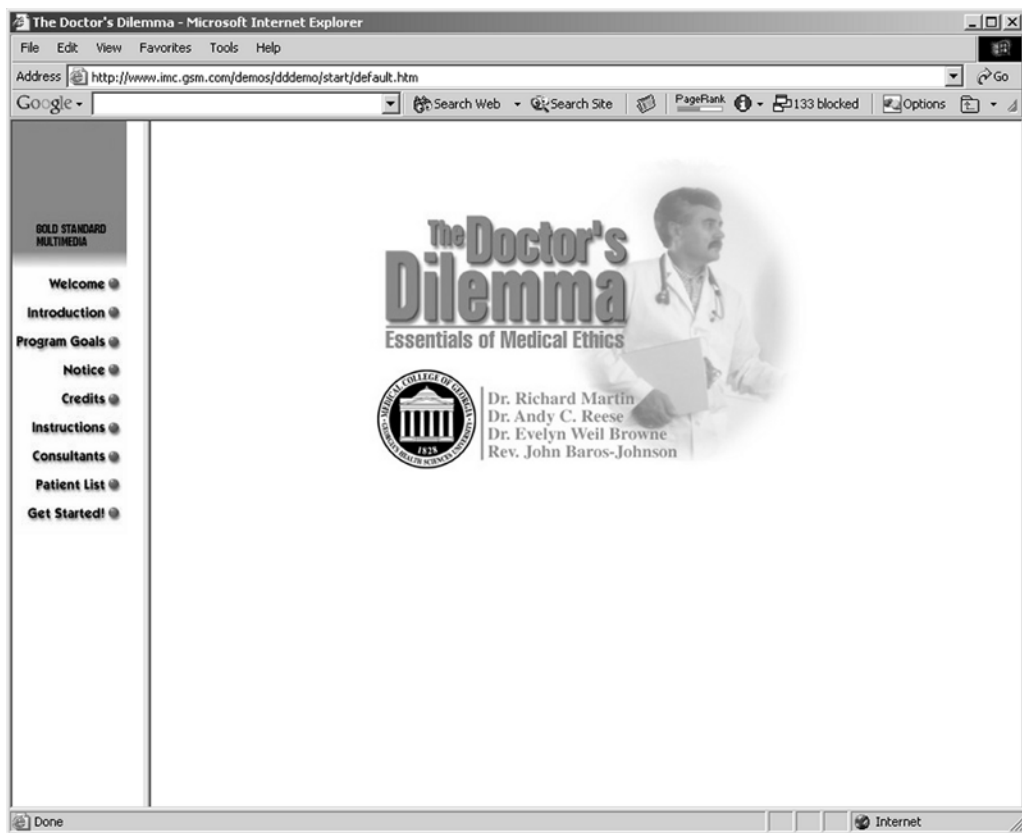 The Doctor's Dilemma - Microsoft Internet Explorer
File Edit View Favorites Tools Help
Address http://www.imc.gsm.com/demos/dddemo/start/default.htm Go
Google Search Web Search Site PageRank 133 blocked Options
GOLD STANDARD
MULTIMEDIA
Welcome
Introduction
Program Goals
Notice
Credits
Instructions
Consultants
Patient List
Get Started!
The Doctor's
Dilemma
Essentials of Medical Ethics
MEDICAL COLLEGE OF GEORGIA
1828
GEORGIA'S HEALTH SCIENCES UNIVERSITY
Dr. Richard Martin
Dr. Andy C. Reese
Dr. Evelyn Weil Browne
Rev. John Baros-Johnson
Done Internet